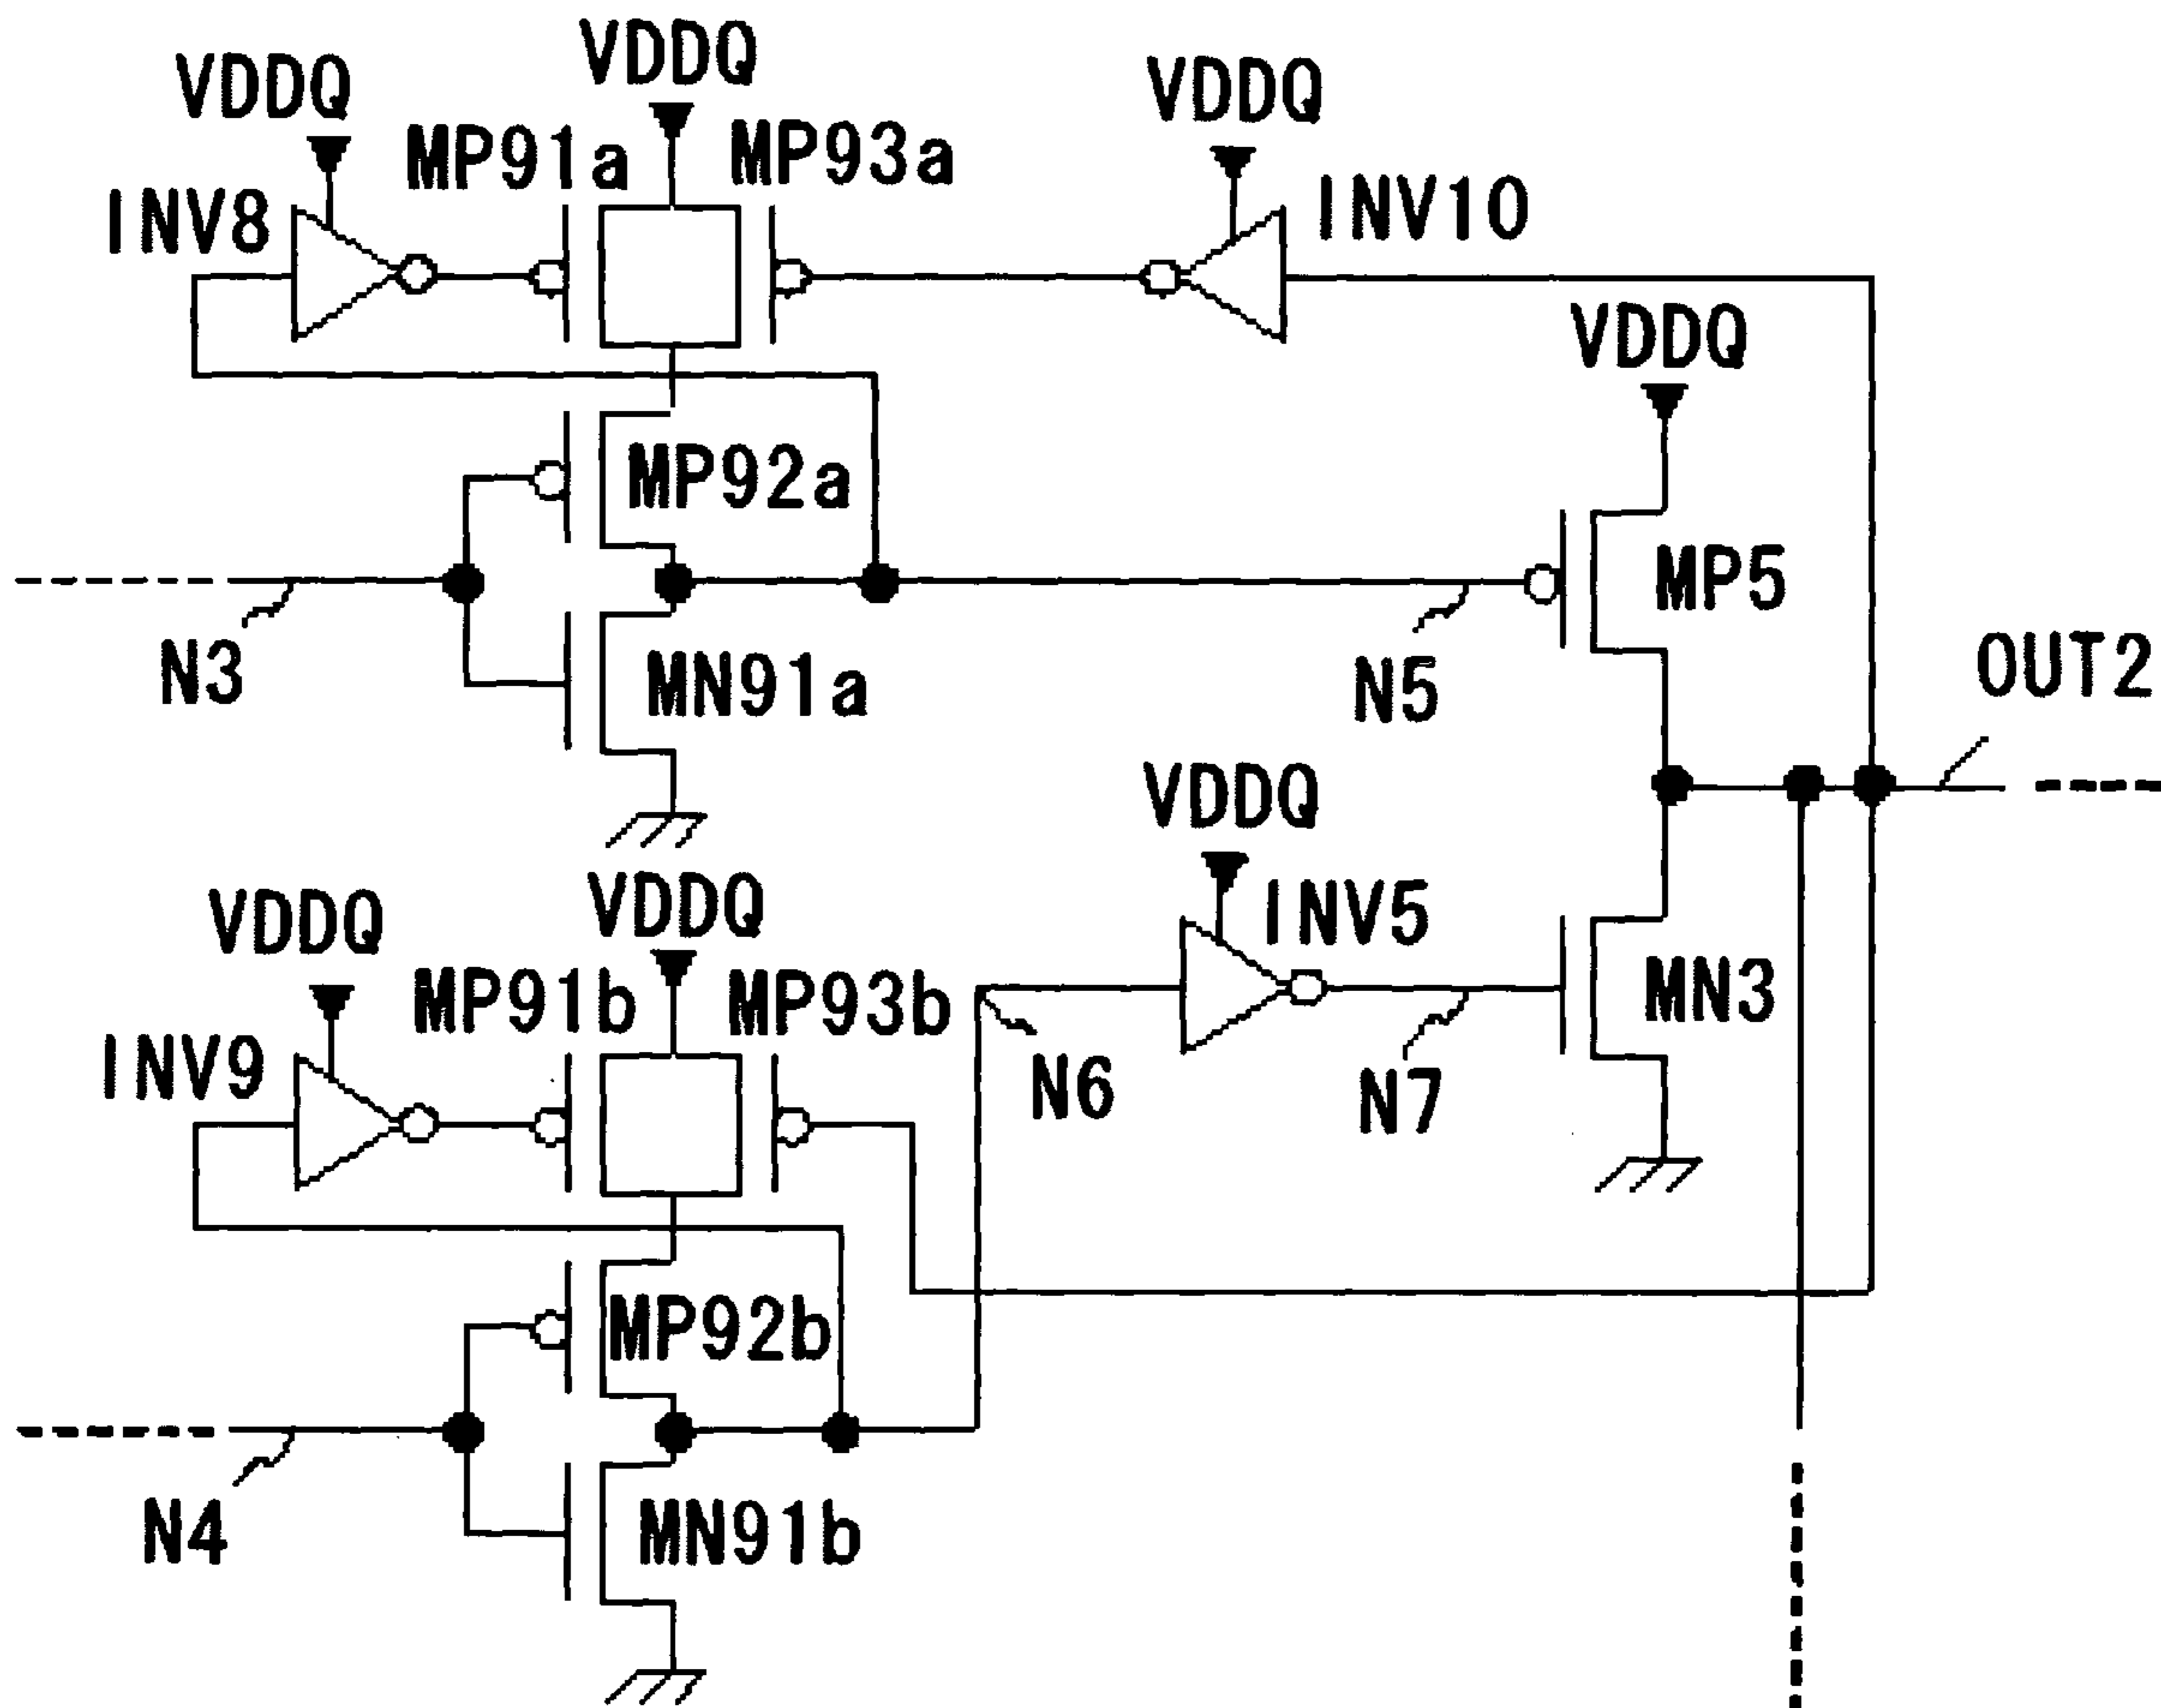 VDDQ
VDDQ
VDDQ
MP91a
MP93a
INV8
INV10
VDDQ
MP92a
MP5
N3
MN91a
N5
OUT2
VDDQ
VDDQ
VDDQ
INV5
MP91b
MP93b
MN3
INV9
N6
N7
MP92b
N4
MN91b